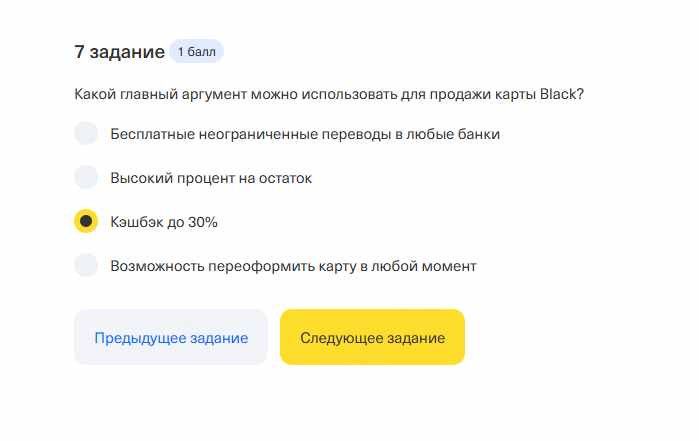 7 задание 1 балл
Какой главный аргумент можно использовать для продажи карты Black?
Бесплатные неограниченные переводы в любые банки
Высокий процент на остаток
Кэшбэк до 30%
Возможность переоформить карту в любой момент
Предыдущее задание Следующее задание